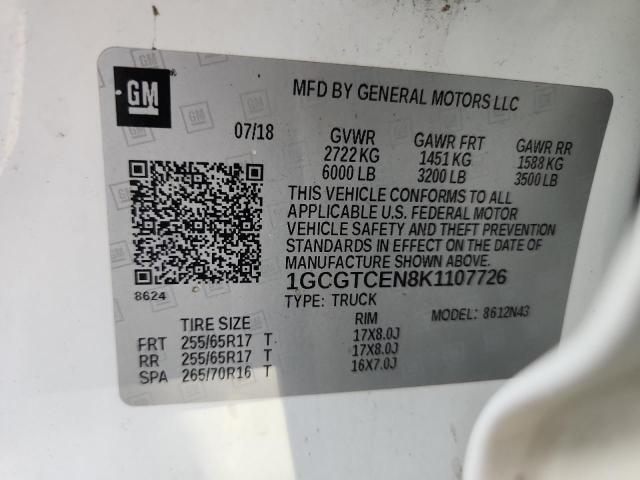 GM
MFD BY GENERAL MOTORS LLC
07/18 GVWR GAWR FRT GAWR RR
2722 KG 1451 KG 1588 KG
6000 LB 3200 LB 3500 LB
THIS VEHICLE CONFORMS TO ALL
APPLICABLE U.S. FEDERAL MOTOR
VEHICLE SAFETY AND THEFT PREVENTION
STANDARDS IN EFFECT ON THE DATE OF
MANUFACTURE SHOWN ABOVE.
1GCGTCEN8K1107726
8624
TYPE: TRUCK MODEL: 8612N43
TIRE SIZE RIM
FRT 255/65R17 T 17X8.0J
RR 255/65R17 T 17X8.0J
SPA 265/70R16 T 16X7.0J